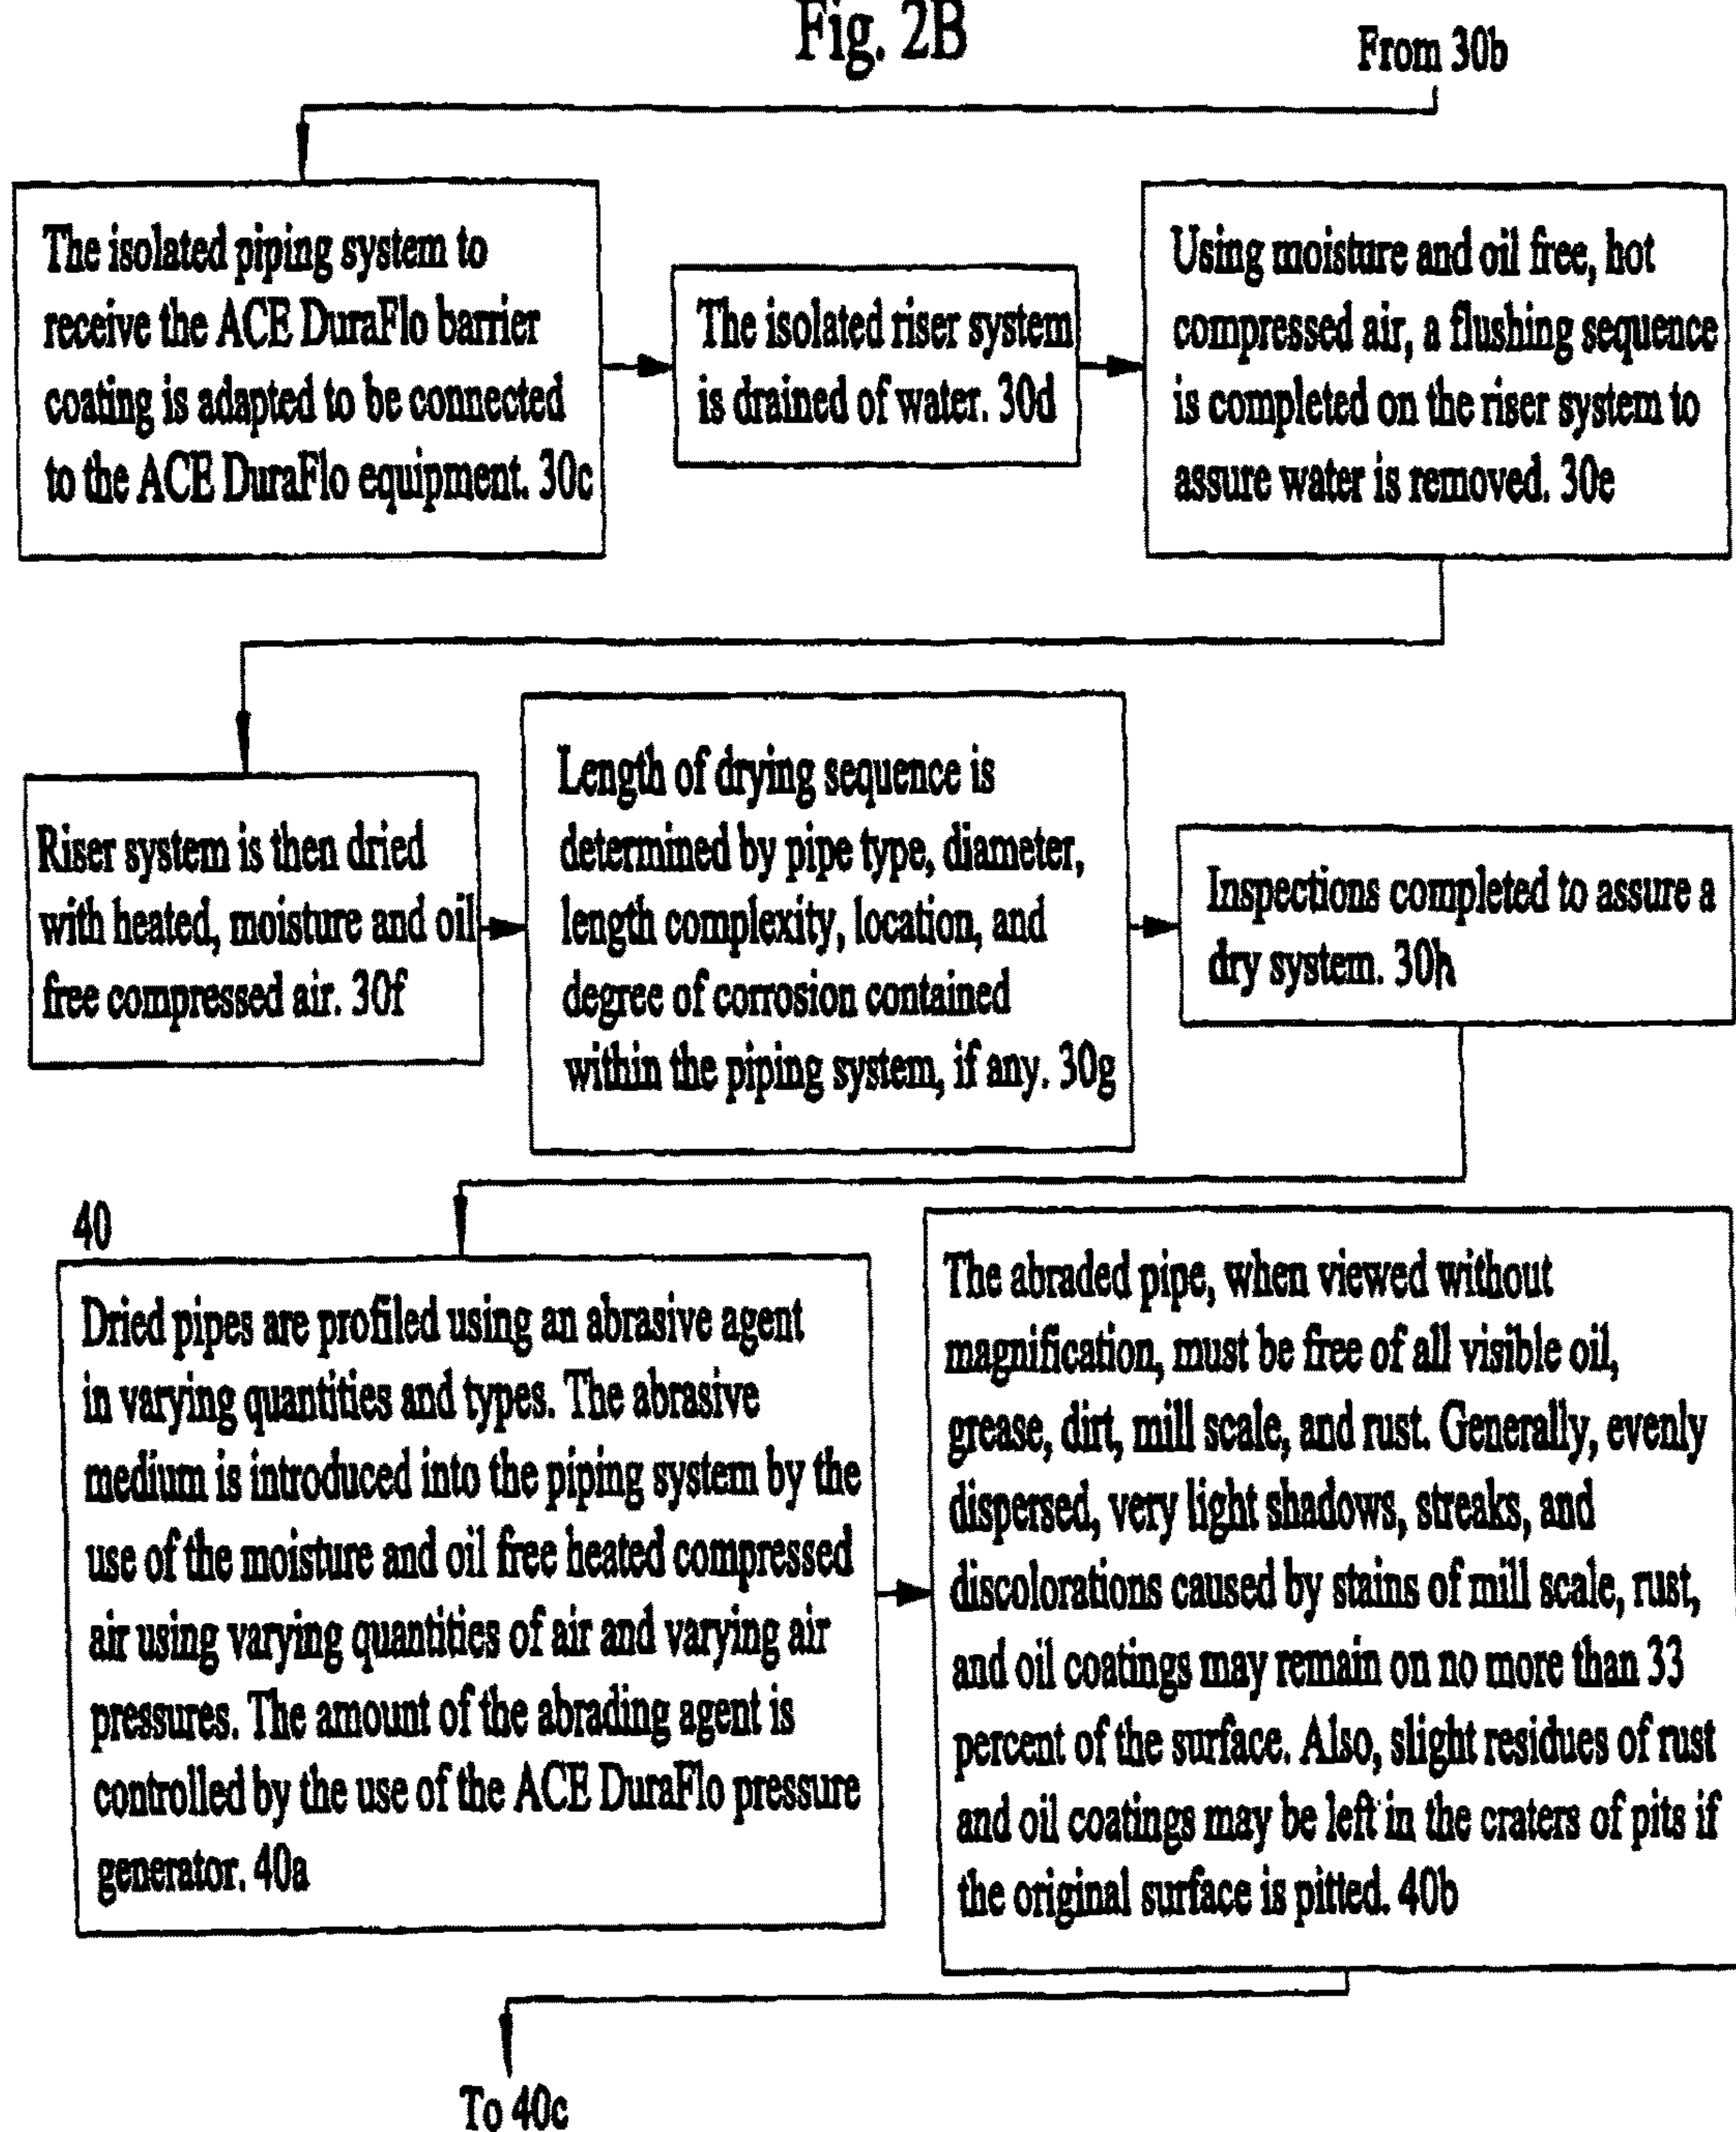 Fig. 2B
From 30b
The isolated piping system to
receive the ACE DuraFlo barrier
coating is adapted to be connected
to the ACE DuraFlo equipment. 30c
The isolated riser system
is drained of water. 30d
Using moisture and oil free, hot
compressed air, a flushing sequence
is completed on the riser system to
assure water is removed. 30e
Riser system is then dried
with heated, moisture and oil
free compressed air. 30f
Length of drying sequence is
determined by pipe type, diameter,
length complexity, location, and
degree of corrosion contained
within the piping system, if any. 30g
Inspections completed to assure a
dry system. 30h
40
Dried pipes are profiled using an abrasive agent
in varying quantities and types. The abrasive
medium is introduced into the piping system by the
use of the moisture and oil free heated compressed
air using varying quantities of air and varying air
pressures. The amount of the abrading agent is
controlled by the use of the ACE DuraFlo pressure
generator. 40a
The abraded pipe, when viewed without
magnification, must be free of all visible oil,
grease, dirt, mill scale, and rust. Generally, evenly
dispersed, very light shadows, streaks, and
discolorations caused by stains of mill scale, rust,
and oil coatings may remain on no more than 33
percent of the surface. Also, slight residues of rust
and oil coatings may be left in the craters of pits if
the original surface is pitted. 40b
To 40c